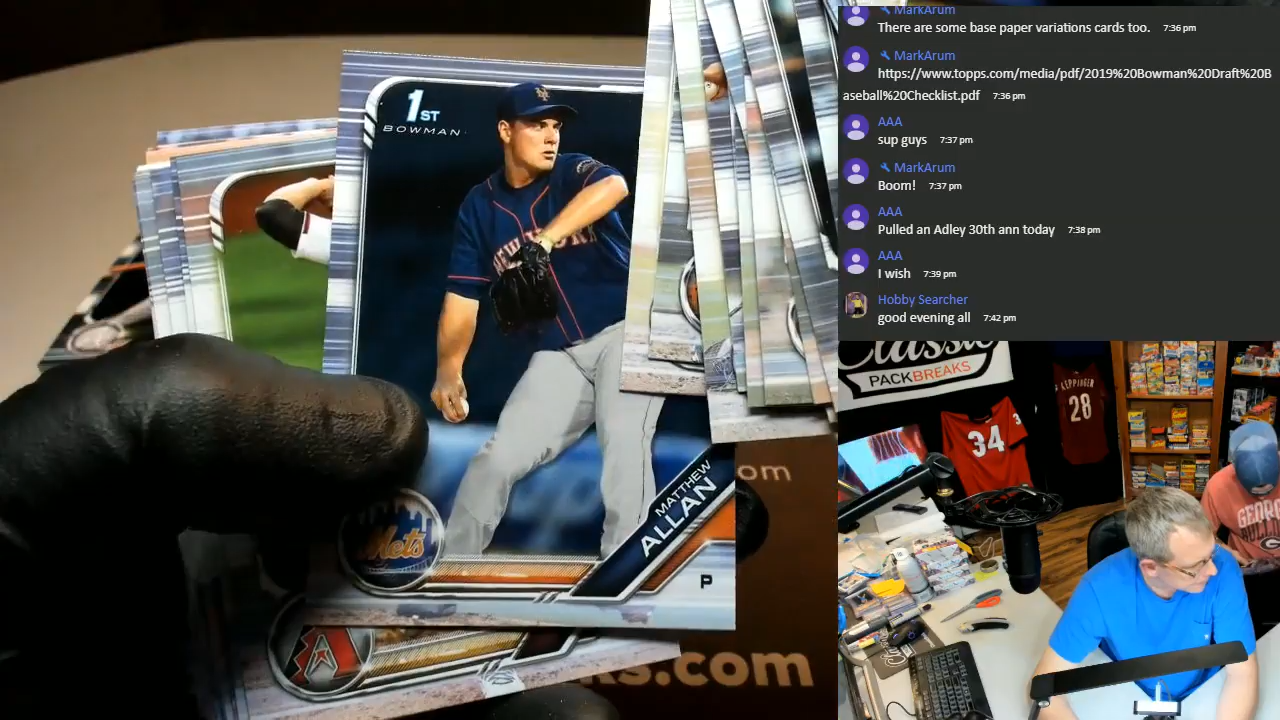 MarkArum
There are some base paper variations cards too. 7:36 pm
MarkArum
https://www.topps.com/media/pdf/2019%20Bowman%20Draft%20B
aseball%20Checklist.pdf 7:36 pm
AAA
sup guys 7:37 pm
MarkArum
Boom! 7:37 pm
AAA
Pulled an Adley 30th ann today 7:38 pm
AAA
I wish 7:39 pm
Hobby Searcher
good evening all 7:42 pm
1ST
BOWMAN
NEW YORK
MATTHEW
ALLAN
Mets
P
om
ks.com
Classic
PACKBREAKS
LEPPINGER
28
34
3
GEORG